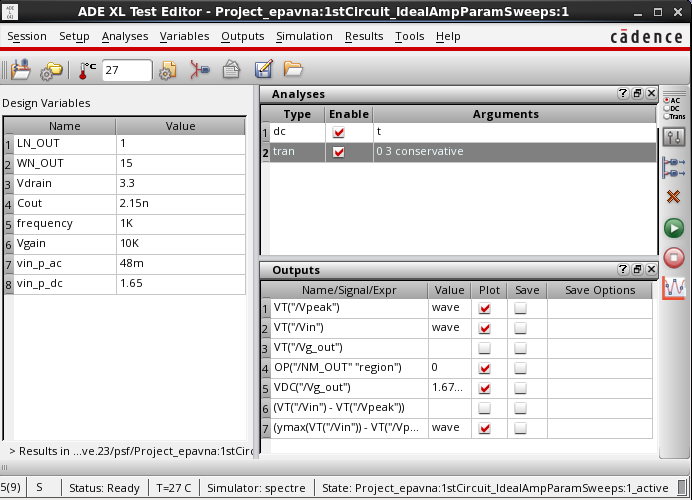 ADE XL Test Editor - Project_epavna:1stCircuit_IdealAmpParamSweeps:1
Session Setup Analyses Variables Outputs Simulation Results Tools Help cādence
°C 27
Design Variables
Name Value
1 LN_OUT 1
2 WN_OUT 15
3 Vdrain 3.3
4 Cout 2.15n
5 frequency 1K
6 Vgain 10K
7 vin_p_ac 48m
8 vin_p_dc 1.65
> Results in ...ve.23/psf/Project_epavna:1stCirc
Analyses
Type Enable Arguments
1 dc t
2 tran 0 3 conservative
Outputs
Name/Signal/Expr Value Plot Save Save Options
1 VT("/Vpeak") wave
2 VT("/Vin") wave
3 VT("/Vg_out")
4 OP("/NM_OUT" "region") 0
5 VDC("/Vg_out") 1.67...
6 (VT("/Vin") - VT("/Vpeak"))
7 (ymax(VT("/Vin")) - VT("/Vp... wave
AC
DC
Trans
5(9) S Status: Ready T=27 C Simulator: spectre State: Project_epavna:1stCircuit_IdealAmpParamSweeps:1_active